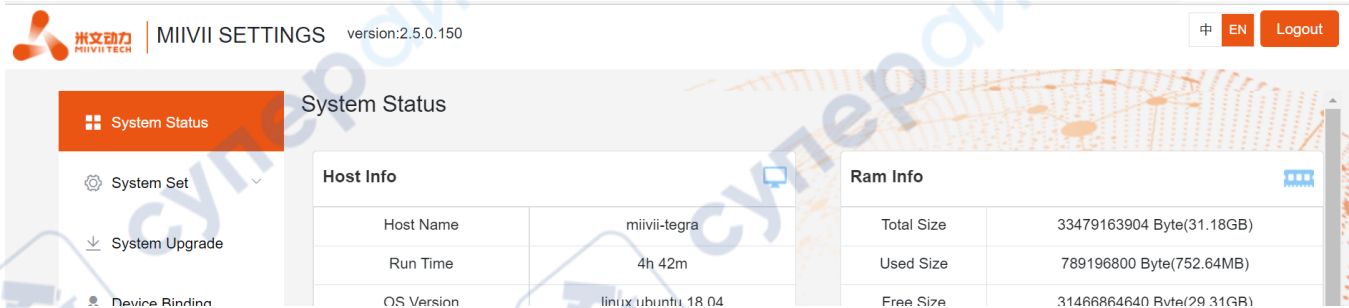 米文动力
MIIVII TECH
MIIVII SETTINGS version:2.5.0.150
中 EN Logout
System Status
System Set
System Upgrade
Device Binding
System Status
Host Info
Host Name miivii-tegra
Run Time 4h 42m
OS Version linux ubuntu 18.04
Ram Info
Total Size 33479163904 Byte(31.18GB)
Used Size 789196800 Byte(752.64MB)
Free Size 31466864640 Byte(29.31GB)
супер
супер